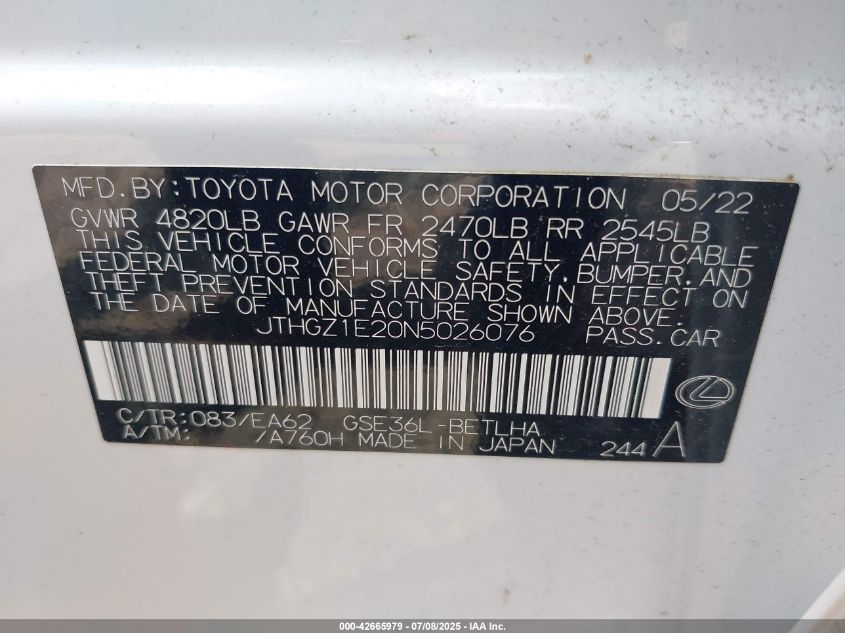 MFD.BY:TOYOTA MOTOR CORPORATION 05/22
GVWR 4820LB GAWR FR 2470LB RR 2545LB
THIS VEHICLE CONFORMS TO ALL APPLICABLE
FEDERAL MOTOR VEHICLE SAFETY,BUMPER,AND
THEFT PREVENTION STANDARDS IN EFFECT ON
THE DATE OF MANUFACTURE SHOWN ABOVE.
JTHGZ1E20N5026076 PASS.CAR
C/TR:083/EA62 GSE36L-BETLHA
A/TM: /A760H MADE IN JAPAN 244A
000-42665979 - 07/08/2025 - IAA Inc.